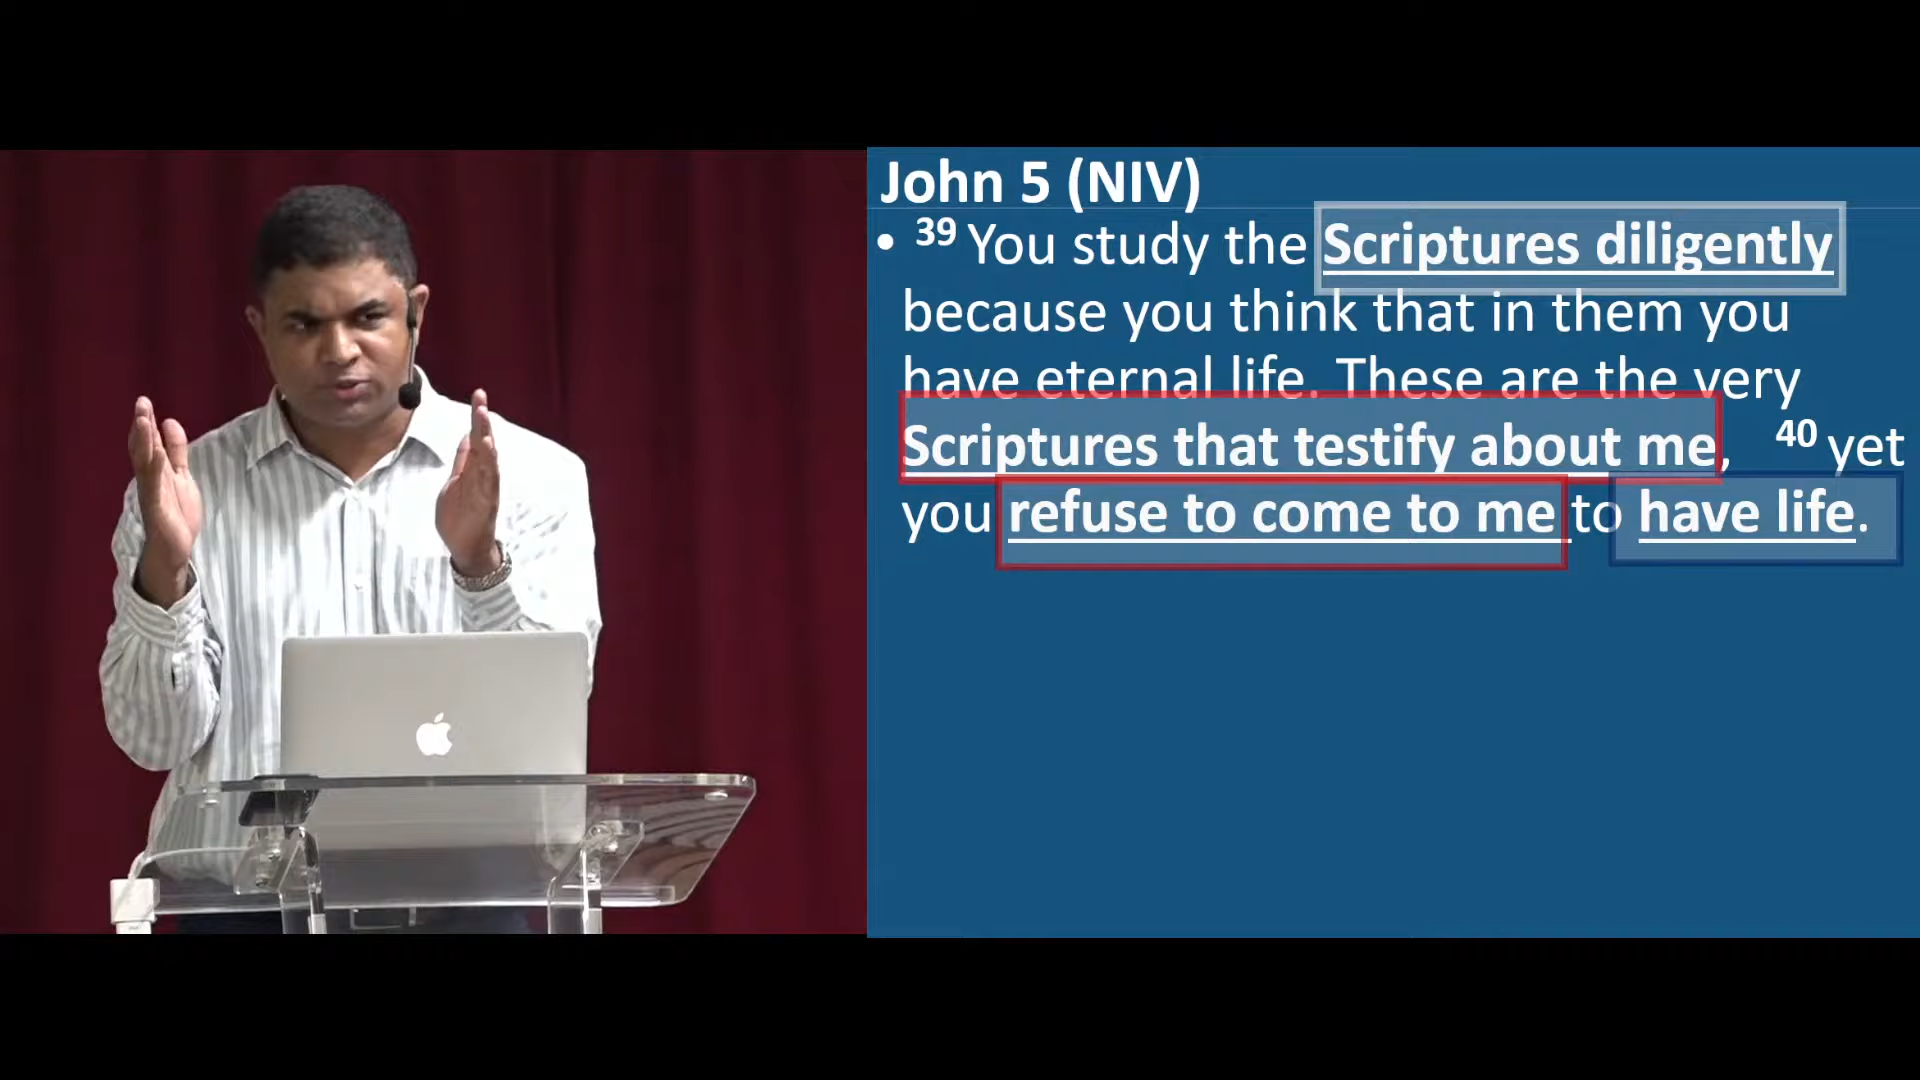 John 5 (NIV)
• 39 You study the Scriptures diligently
because you think that in them you
have eternal life. These are the very
Scriptures that testify about me, 40 yet
you refuse to come to me to have life.